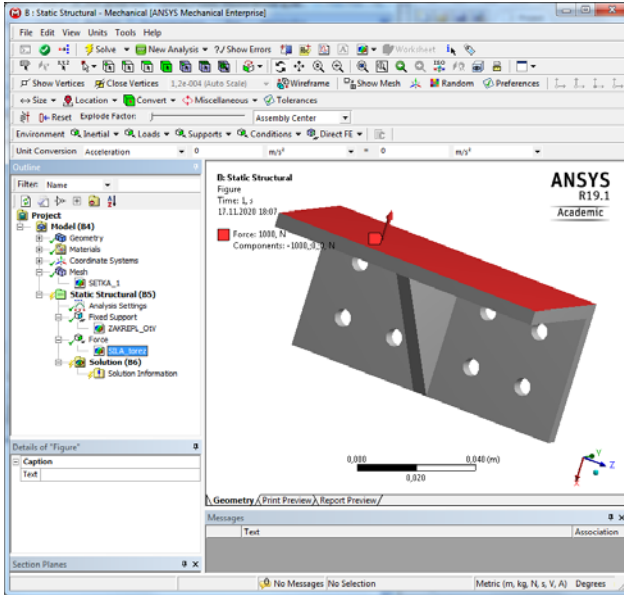 B : Static Structural - Mechanical [ANSYS Mechanical Enterprise]
File Edit View Units Tools Help
Solve New Analysis ?/ Show Errors Worksheet
Show Vertices Close Vertices 1,2e-004 (Auto Scale) Wireframe Show Mesh Random Preferences
Size Location Convert Miscellaneous Tolerances
Reset Explode Factor: Assembly Center
Environment Inertial Loads Supports Conditions Direct FE
Unit Conversion Acceleration 0 m/s² = 0 m/s²
Outline
Filter: Name
Project
Model (B4)
Geometry
Materials
Coordinate Systems
Mesh
SETKA_1
Static Structural (B5)
Analysis Settings
Fixed Support
ZAKREPL_Otv
Force
SILA_torez
Solution (B6)
Solution Information
Details of "Figure"
Caption
Text
Section Planes
B: Static Structural
Figure
Time: 1, s
17.11.2020 18:07
Force: 1000, N
Components: -1000,,0,,0, N
ANSYS
R19.1
Academic
0,000 0,040 (m)
0,020
Y
Z
X
Geometry Print Preview Report Preview
Messages
Text Association
No Messages No Selection Metric (m, kg, N, s, V, A) Degrees